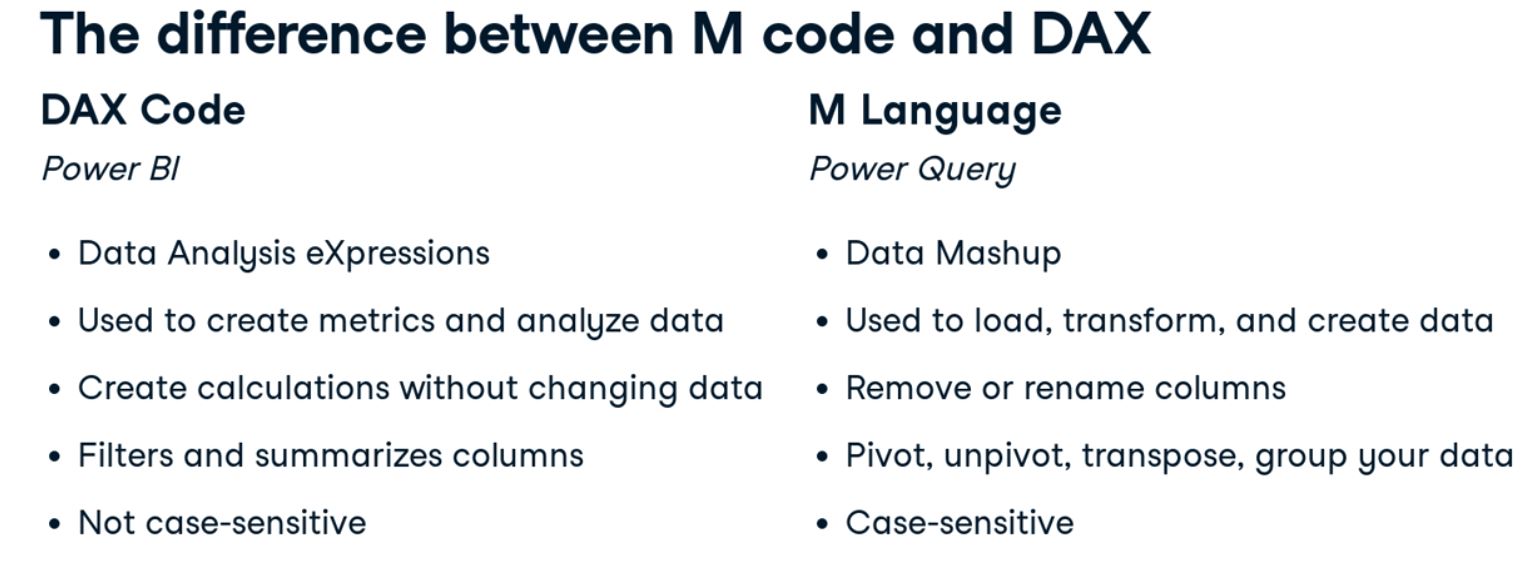 The difference between M code and DAX
DAX Code
Power BI
• Data Analysis eXpressions
• Used to create metrics and analyze data
• Create calculations without changing data
• Filters and summarizes columns
• Not case-sensitive
M Language
Power Query
• Data Mashup
• Used to load, transform, and create data
• Remove or rename columns
• Pivot, unpivot, transpose, group your data
• Case-sensitive